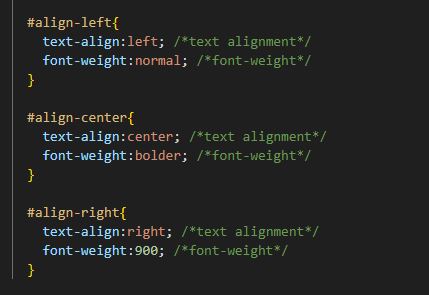 #align-left{
text-align:left; /*text alignment*/
font-weight:normal; /*font-weight*/
}
#align-center{
text-align:center; /*text alignment*/
font-weight:bolder; /*font-weight*/
}
#align-right{
text-align:right; /*text alignment*/
font-weight:900; /*font-weight*/
}